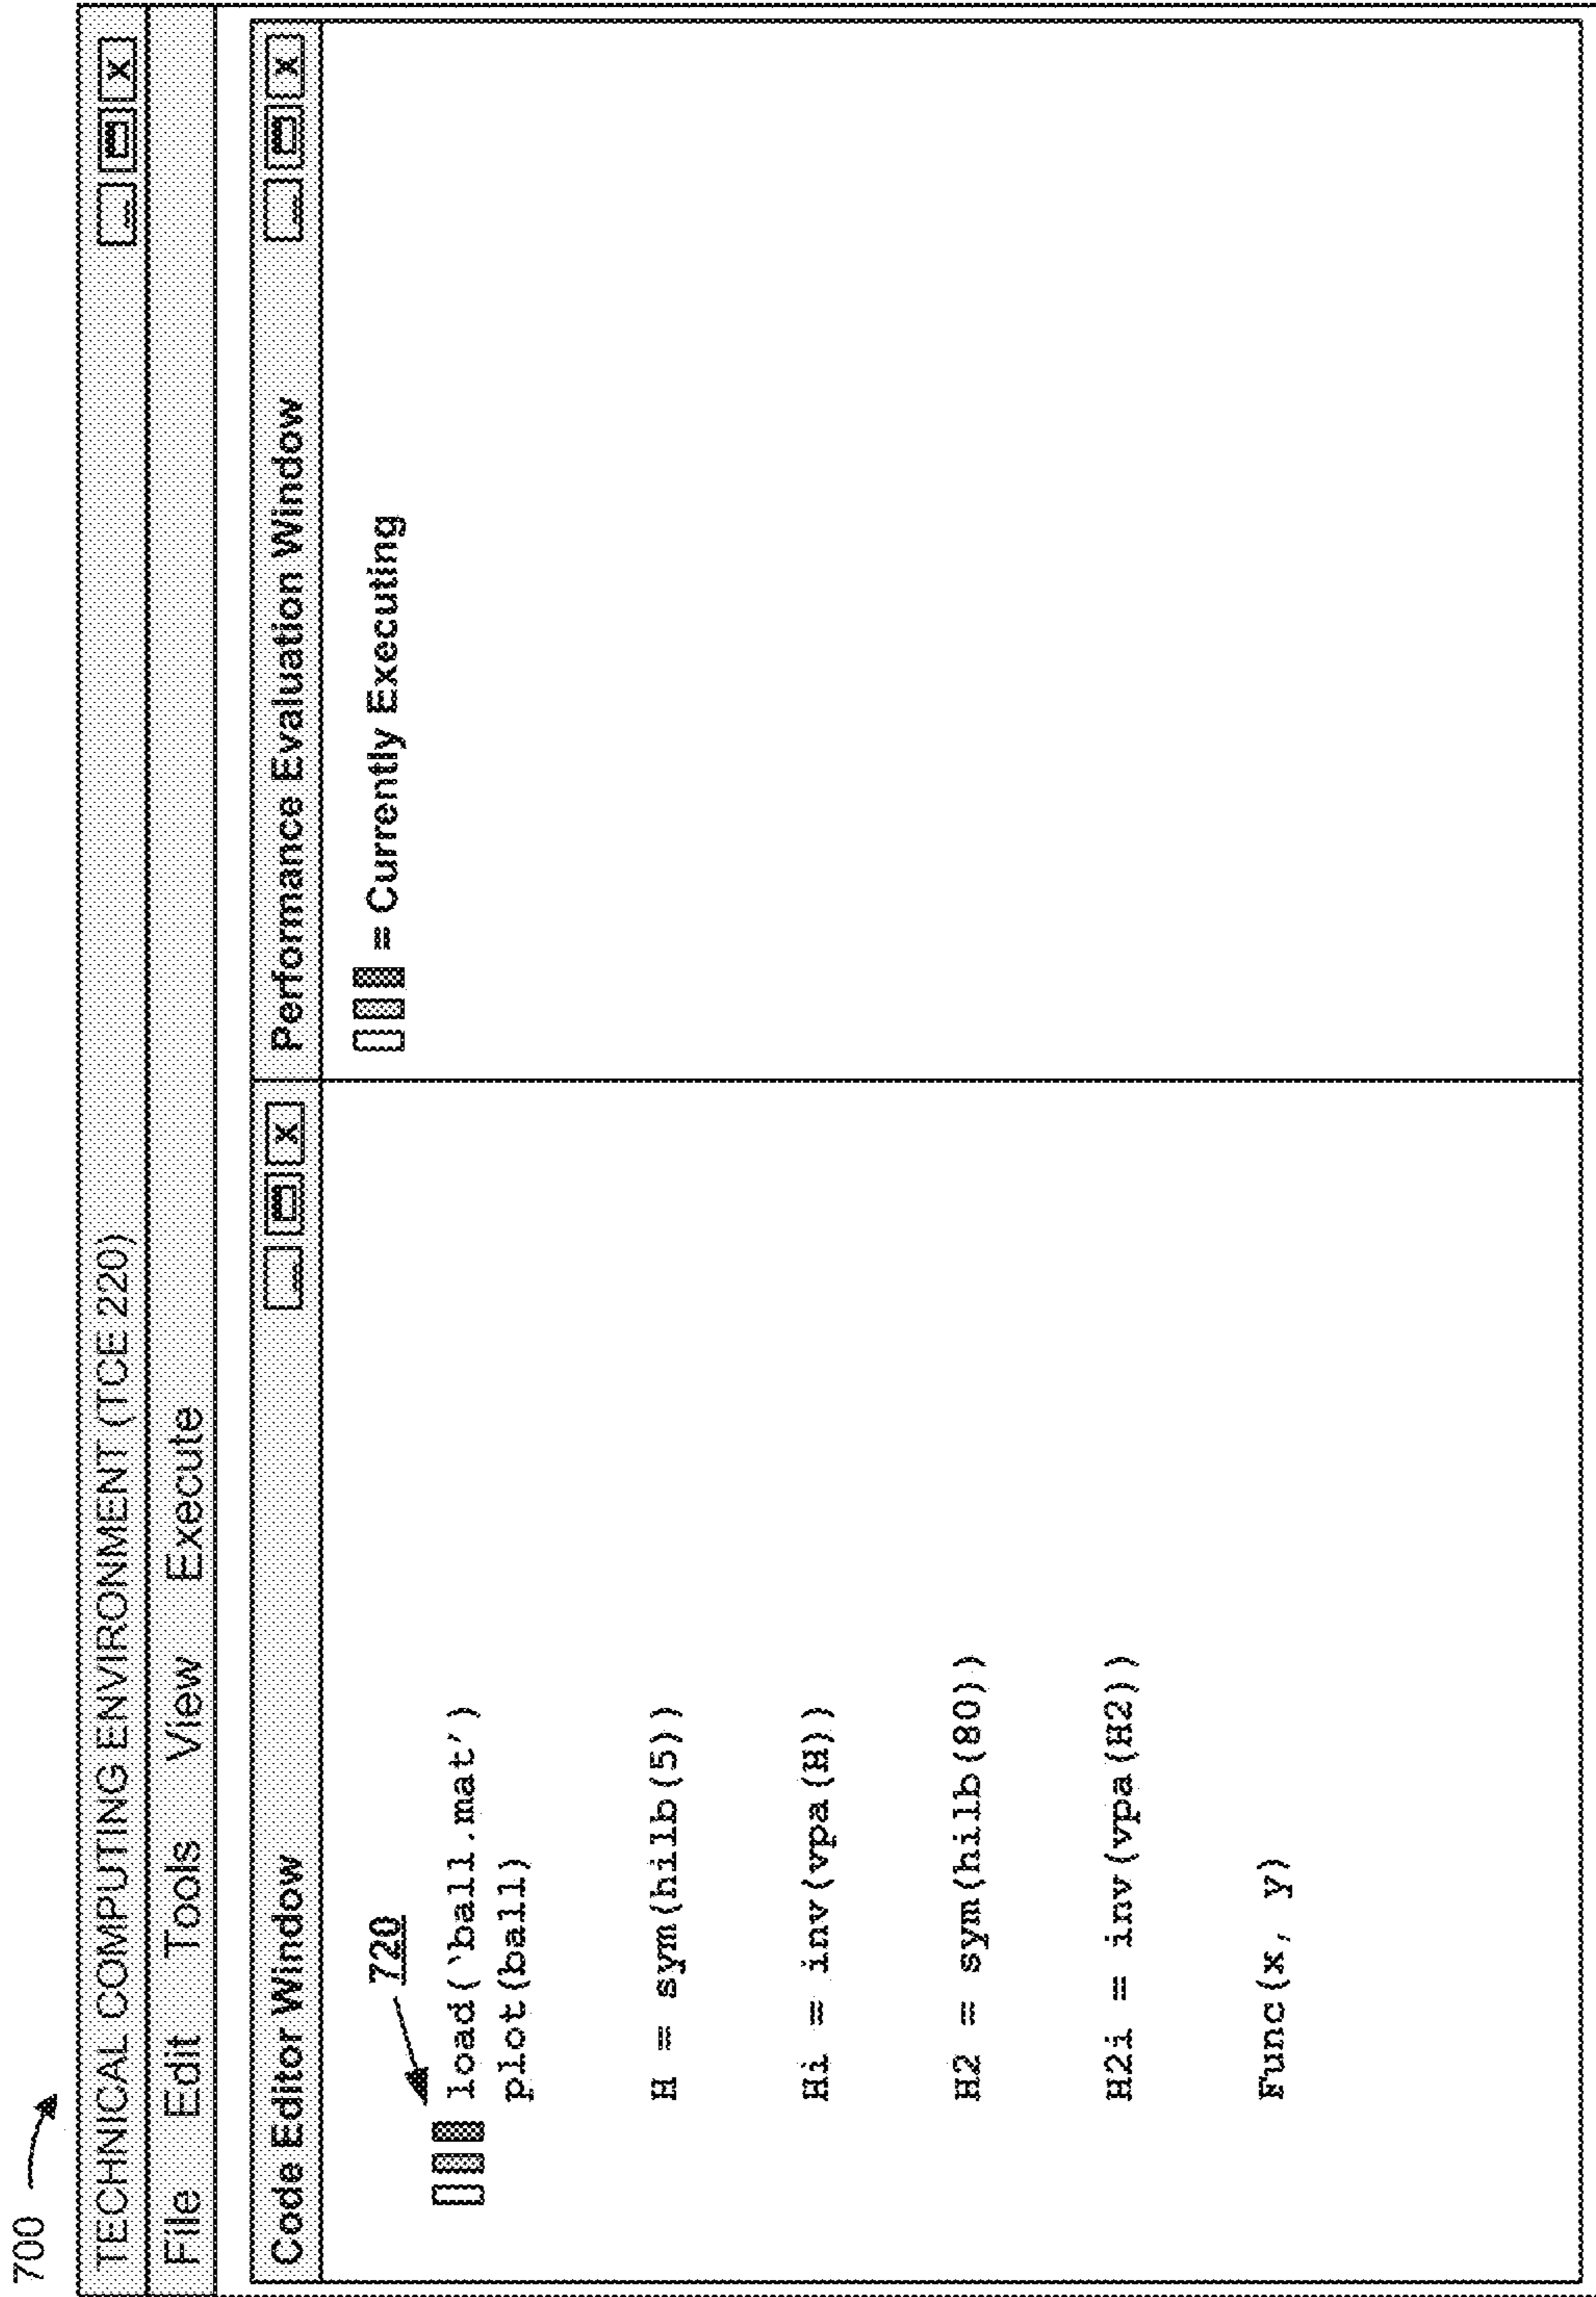 700
TECHNICAL COMPUTING ENVIRONMENT (TCE 220)
_ X
File Edit Tools View Execute
Code Editor Window
_ X
Performance Evaluation Window
_ X
720
load(‘ball.mat’)
plot(ball)
H = sym(hilb(5))
Hi = inv(vpa(H))
H2 = sym(hilb(80))
H2i = inv(vpa(H2))
Func(x, y)
= Currently Executing